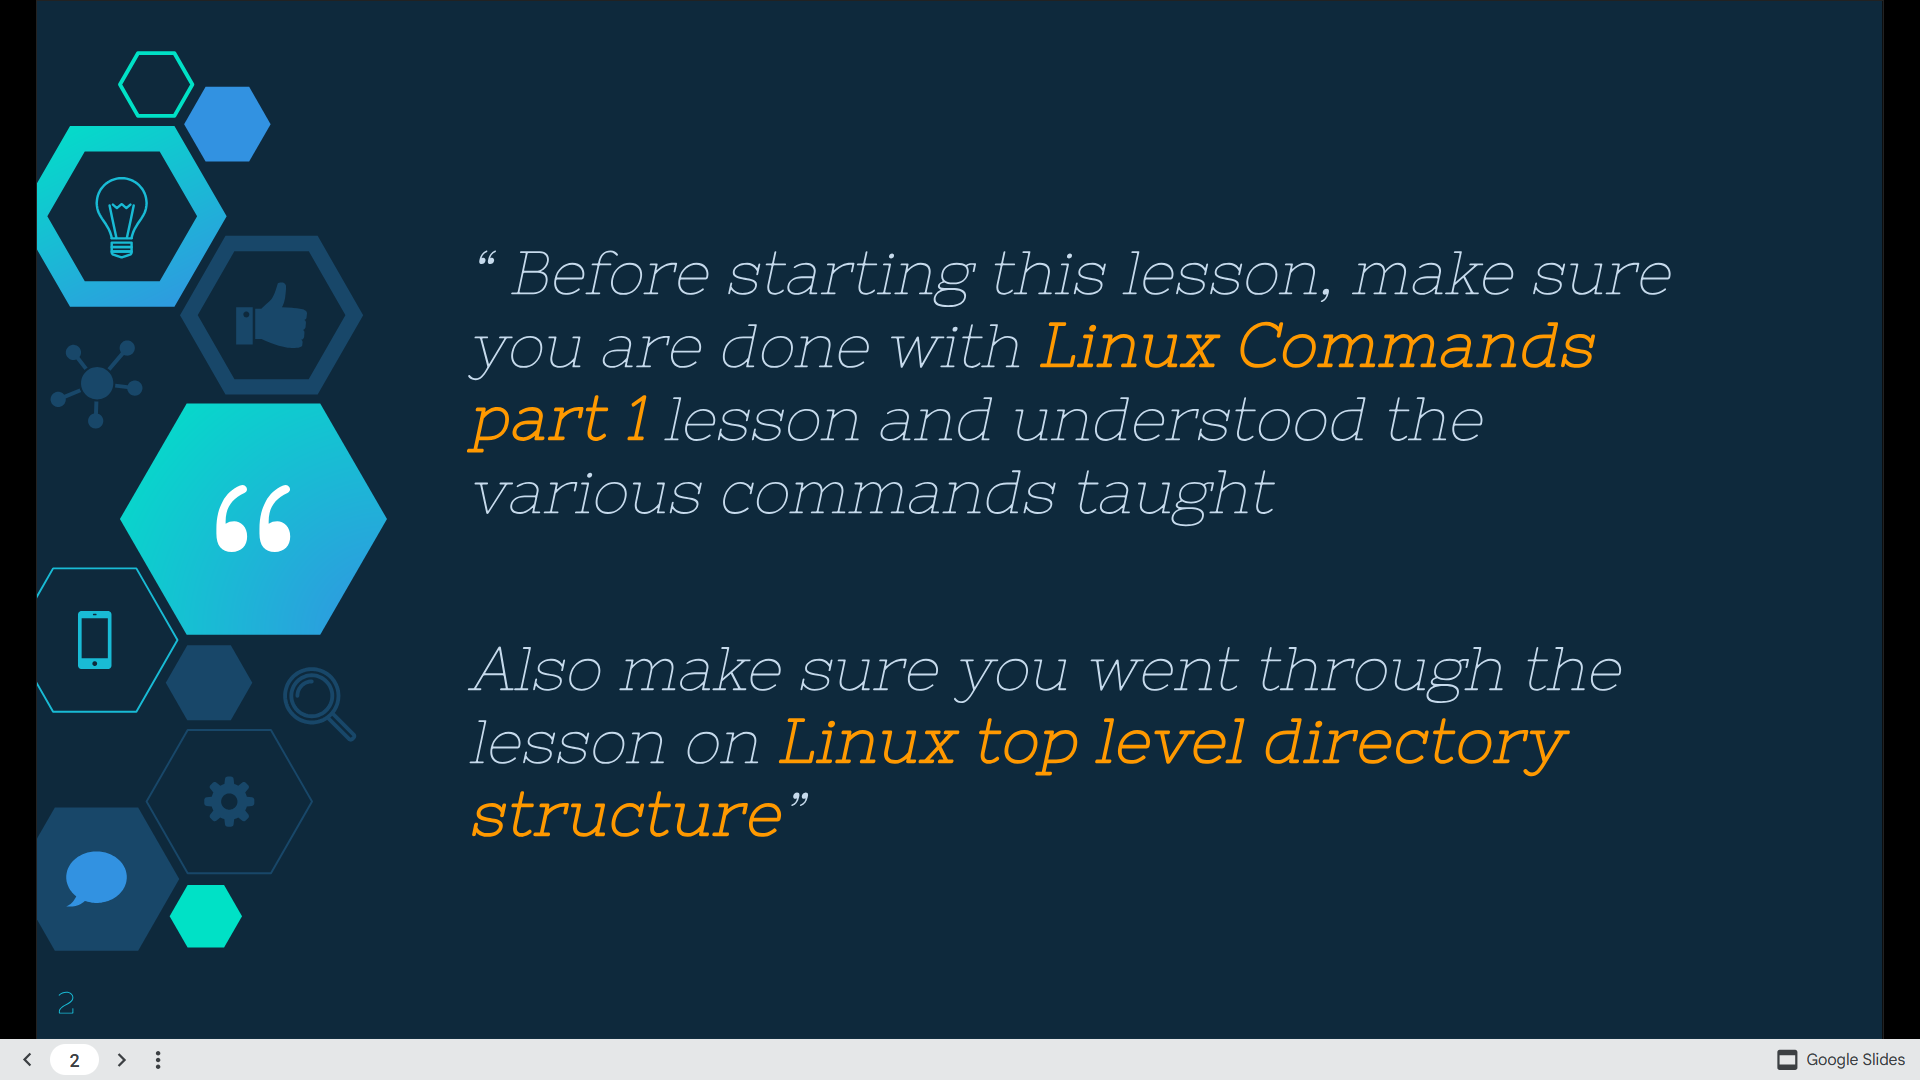 “ Before starting this lesson, make sure
you are done with Linux Commands
part 1 lesson and understood the
various commands taught
Also make sure you went through the
lesson on Linux top level directory
structure”
2
2
Google Slides